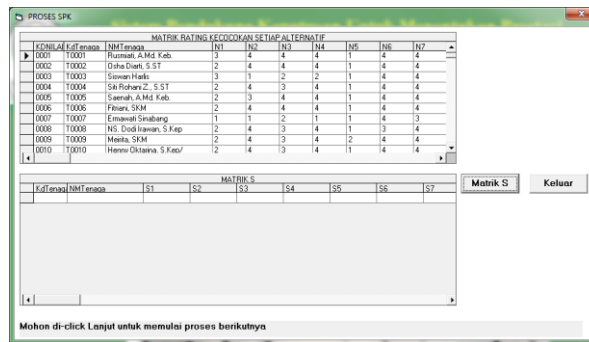 PROSES SPK
MATRIK RATING KECOCOKAN SETIAP ALTERNATIF
KDNILAI KdTenaga NMTenaga N1 N2 N3 N4 N5 N6 N7
0001 T0001 Rusmiati, A.Md. Keb. 3 4 4 4 1 4 4
0002 T0002 Osha Diarti, S.ST 2 4 4 4 1 4 4
0003 T0003 Siswan Harlis 3 1 2 2 1 4 4
0004 T0004 Siti Rohani Z., S.ST 2 4 3 4 1 4 4
0005 T0005 Saenah, A.Md. Keb. 2 3 4 4 1 4 4
0006 T0006 Fitriani, SKM 2 4 4 4 1 4 4
0007 T0007 Ermawati Sinabang 1 1 2 1 1 4 3
0008 T0008 NS. Dodi Irawan, S.Kep 2 4 3 4 1 3 4
0009 T0009 Meirita, SKM 2 4 3 4 2 4 4
0010 T0010 Henny Oktarina, S.Kep/ 2 4 3 4 1 4 4
MATRIK S
KdTenaga NMTenaga S1 S2 S3 S4 S5 S6 S7
Matrik S Keluar
Mohon di-click Lanjut untuk memulai proses berikutnya